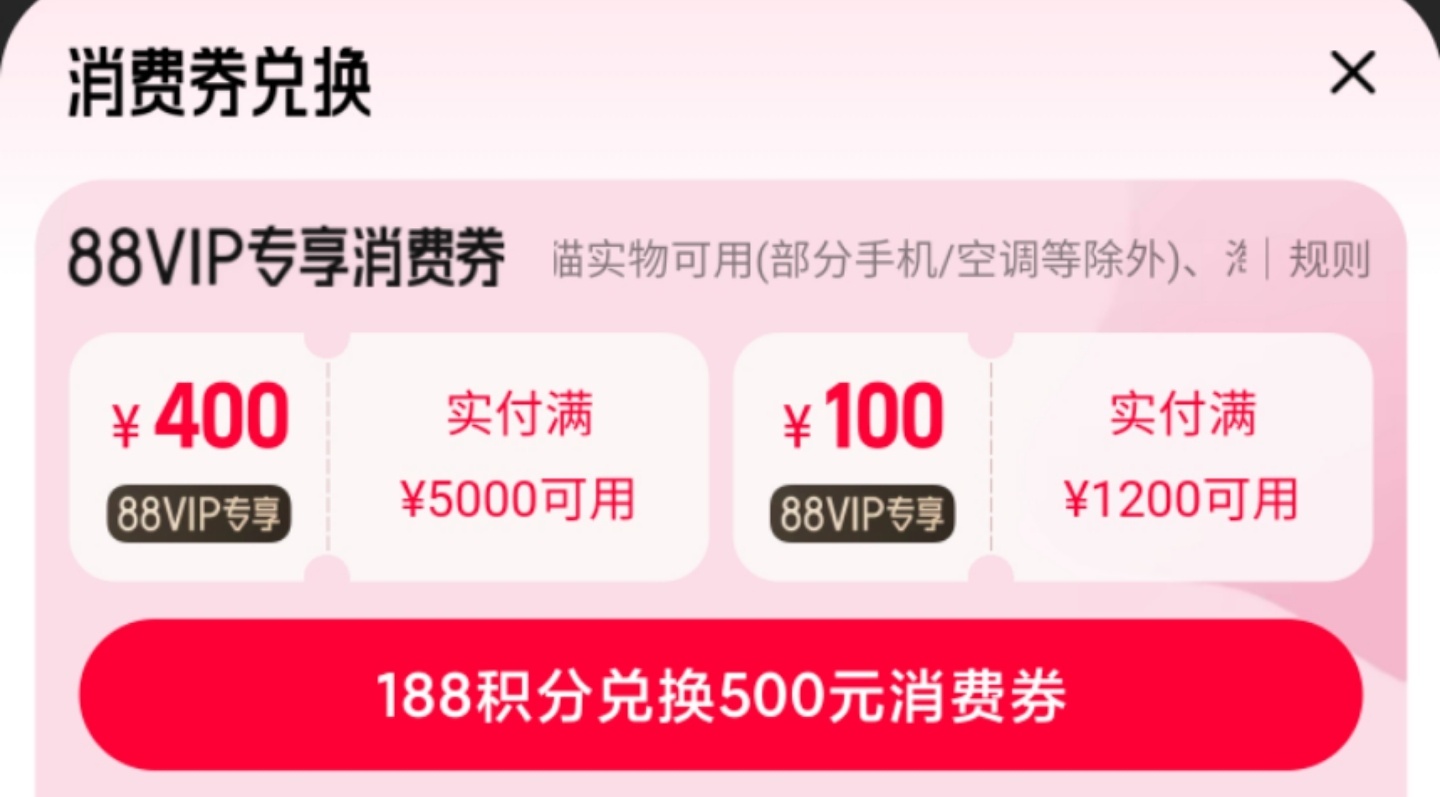 消费券兑换
88VIP专享消费券
猫实物可用(部分手机/空调等除外)、
规则
¥400
88VIP专享
实付满
¥5000可用
¥100
88VIP专享
实付满
¥1200可用
188积分兑换500元消费券